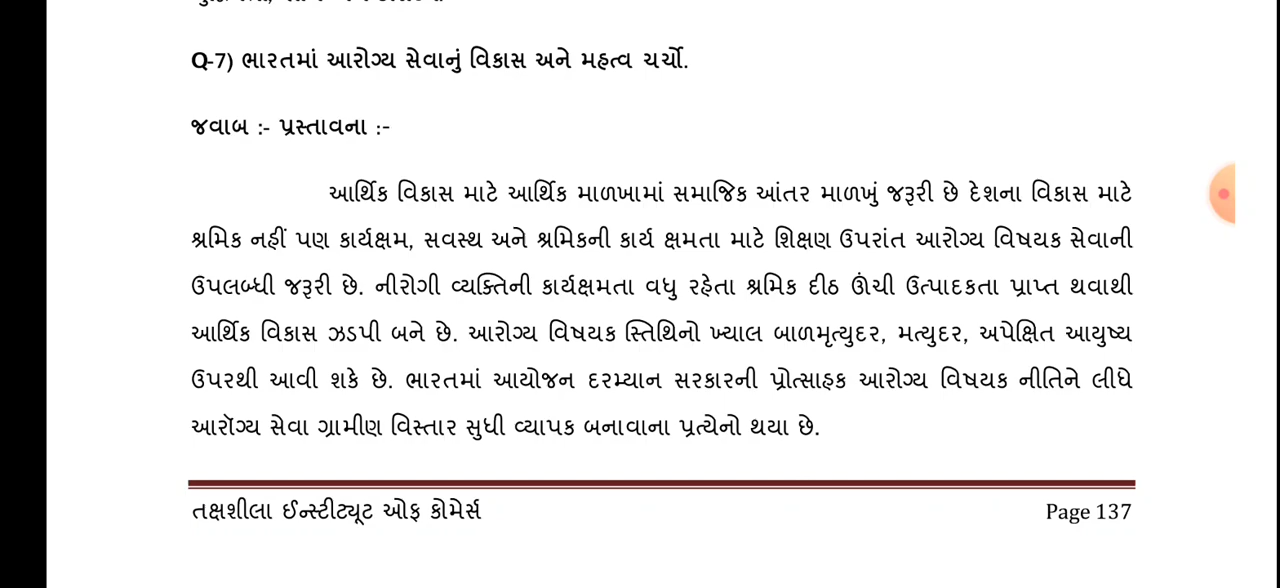 Q-7) ભારતમાં આરોગ્ય સેવાનું વિકાસ અને મહત્વ ચર્ચો.
જવાબ :- પ્રસ્તાવના :-
આર્થિક વિકાસ માટે આર્થિક માળખામાં સમાજિક આંતર માળખું જરૂરી છે દેશના વિકાસ માટે
શ્રમિક નહીં પણ કાર્યક્ષમ, સવસ્થ અને શ્રમિકની કાર્ય ક્ષમતા માટે શિક્ષણ ઉપરાંત આરોગ્ય વિષયક સેવાની
ઉપલબ્ધી જરૂરી છે. નીરોગી વ્યક્તિની કાર્યક્ષમતા વધુ રહેતા શ્રમિક દીઠ ઊંચી ઉત્પાદકતા પ્રાપ્ત થવાથી
આર્થિક વિકાસ ઝડપી બને છે. આરોગ્ય વિષયક સ્તિથિનો ખ્યાલ બાળમૃત્યુદર, મત્યુદર, અપેક્ષિત આયુષ્ય
ઉપરથી આવી શકે છે. ભારતમાં આયોજન દરમ્યાન સરકારની પ્રોત્સાહક આરોગ્ય વિષયક નીતિને લીધે
આરૉગ્ય સેવા ગ્રામીણ વિસ્તાર સુધી વ્યાપક બનાવાના પ્રત્યેનો થયા છે.
તક્ષશીલા ઈન્સ્ટીટ્યૂટ ઓફ કોમેર્સ
Page 137